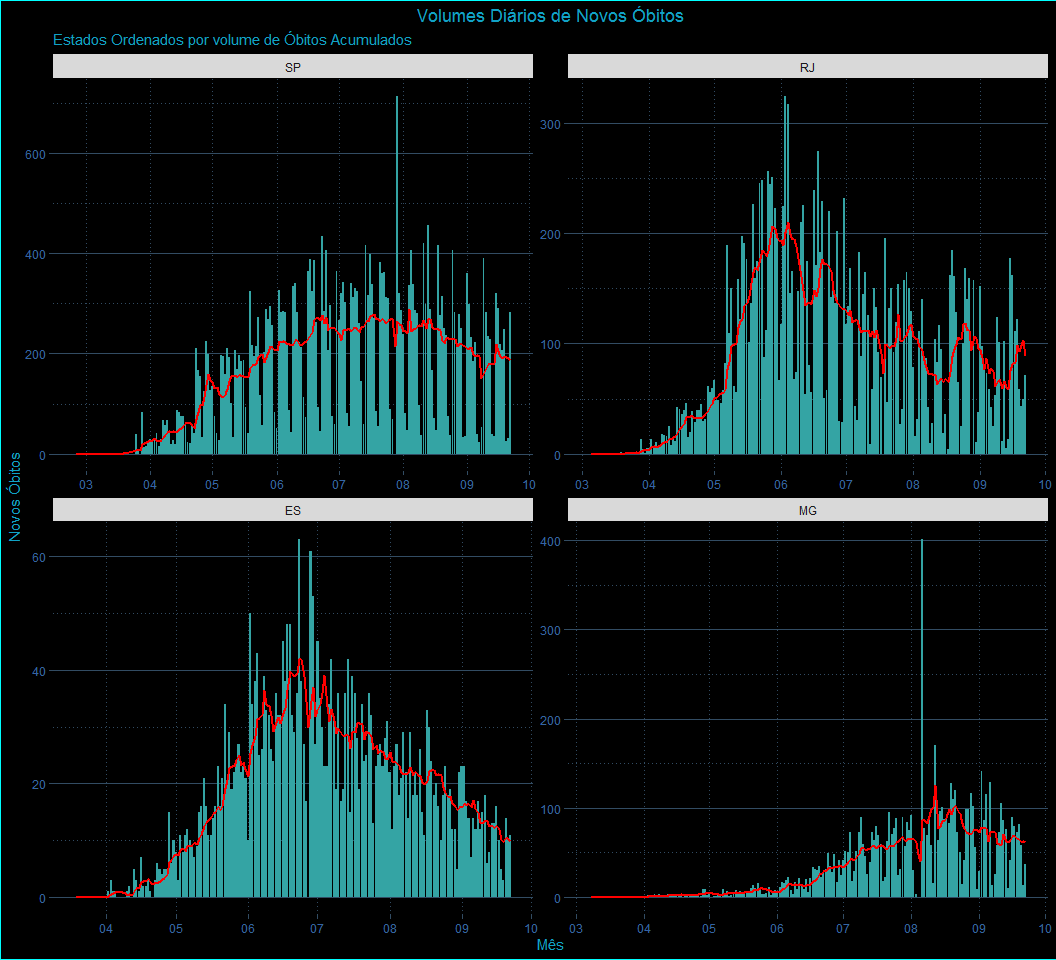 Volumes Diários de Novos Óbitos
Estados Ordenados por volume de Óbitos Acumulados
SP
600
400
200
0
03 04 05 06 07 08 09 10
RJ
300
200
100
0
03 04 05 06 07 08 09 10
Novos Óbitos
ES
60
40
20
0
04 05 06 07 08 09 10
MG
400
300
200
100
0
03 04 05 06 07 08 09 10
Mês